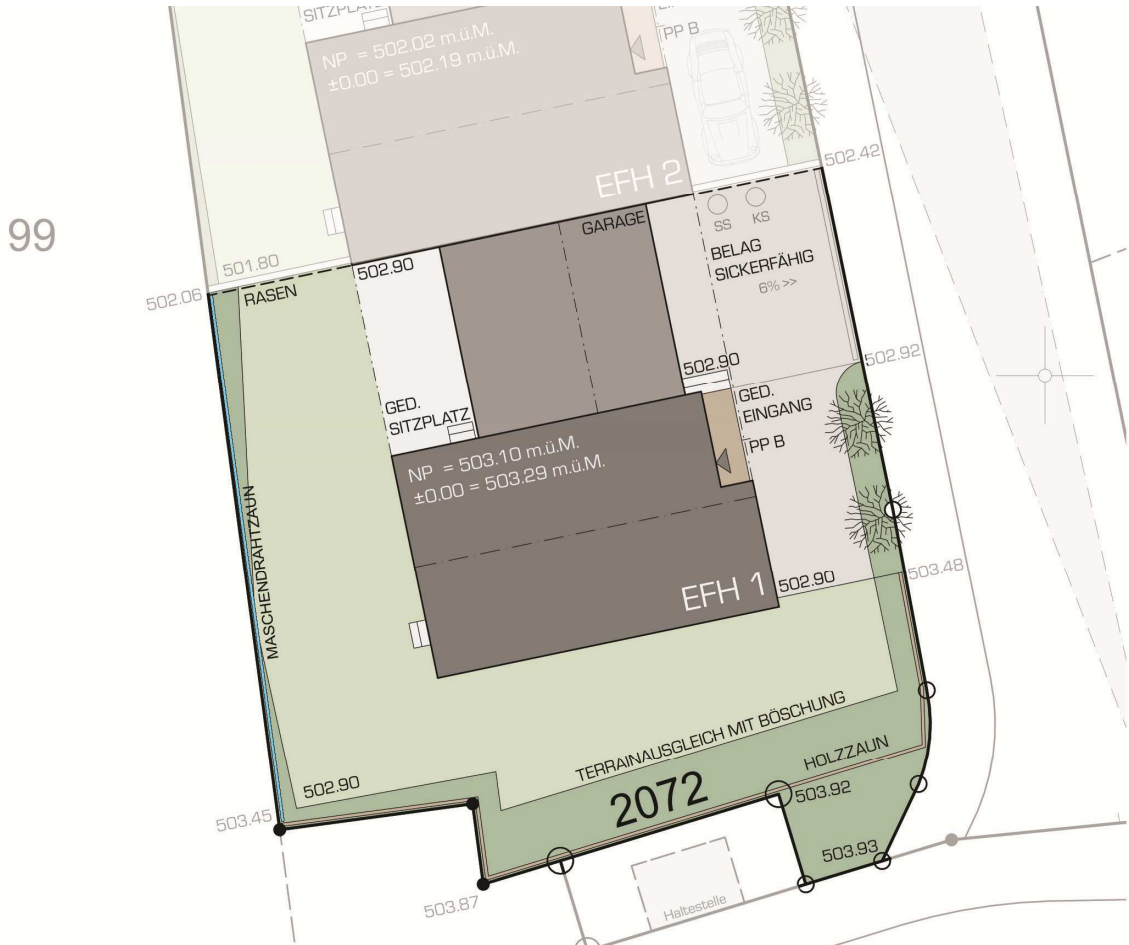 SITZPLATZ
NP = 502.02 m.ü.M.
±0.00 = 502.19 m.ü.M.
PP B
EFH 2
502.42
99
501.80
502.06
RASEN
502.90
GARAGE
SS
KS
BELAG
SICKERFÄHIG
6% >>
502.90
502.92
GED.
SITZPLATZ
GED.
EINGANG
PP B
NP = 503.10 m.ü.M.
±0.00 = 503.29 m.ü.M.
MASCHENDRAHTZAUN
EFH 1
502.90
503.48
TERRAINAUSGLEICH MIT BÖSCHUNG
HOLZZAUN
502.90
2072
503.92
503.45
503.93
503.87
Haltestelle